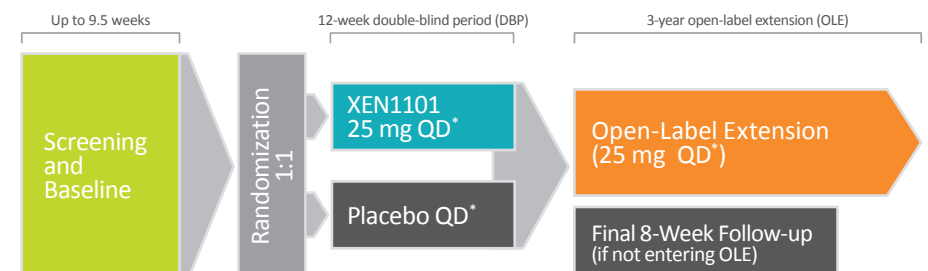 Up to 9.5 weeks
12-week double-blind period (DBP)
3-year open-label extension (OLE)
Screening
and
Baseline
Randomization
1:1
XEN1101
25 mg QD*
Placebo QD*
Open-Label Extension
(25 mg QD*)
Final 8-Week Follow-up
(if not entering OLE)